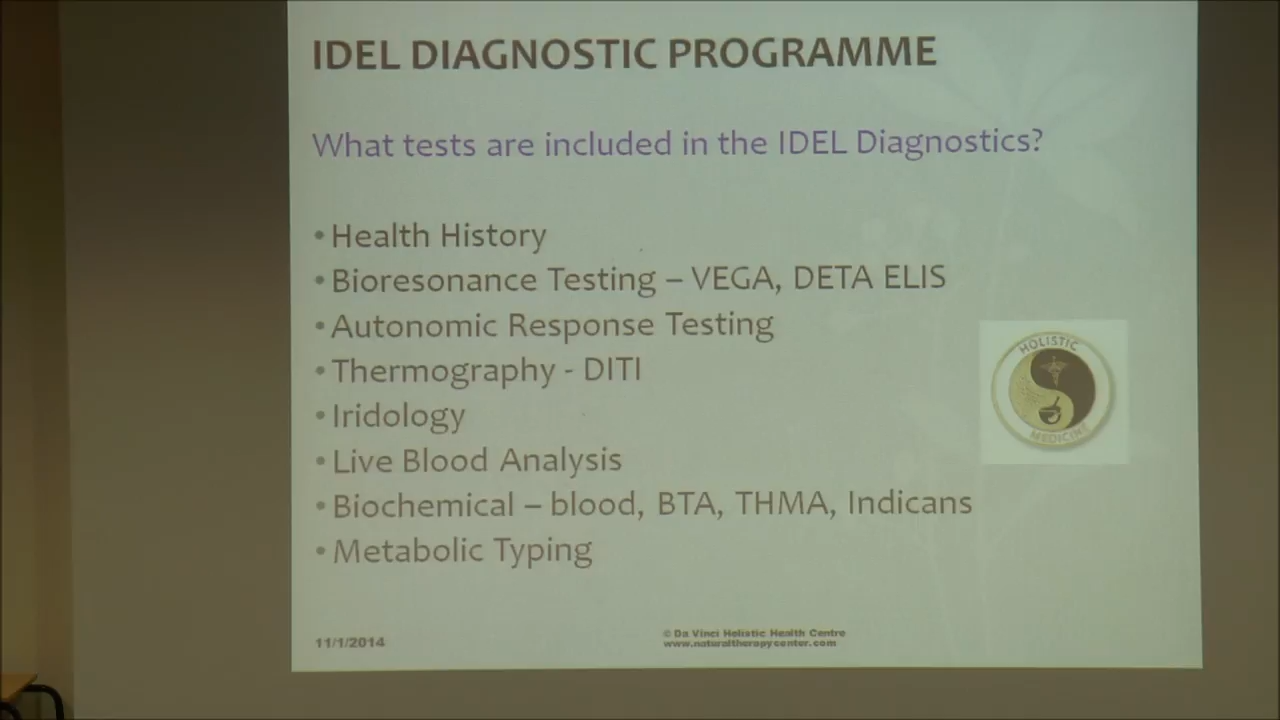 IDEL DIAGNOSTIC PROGRAMME
What tests are included in the IDEL Diagnostics?
• Health History
• Bioresonance Testing – VEGA, DETA ELIS
• Autonomic Response Testing
• Thermography - DITI
• Iridology
• Live Blood Analysis
• Biochemical – blood, BTA, THMA, Indicans
• Metabolic Typing
HOLISTIC
MEDICINE
11/1/2014
© Da Vinci Holistic Health Centre
www.naturaltherapycenter.com